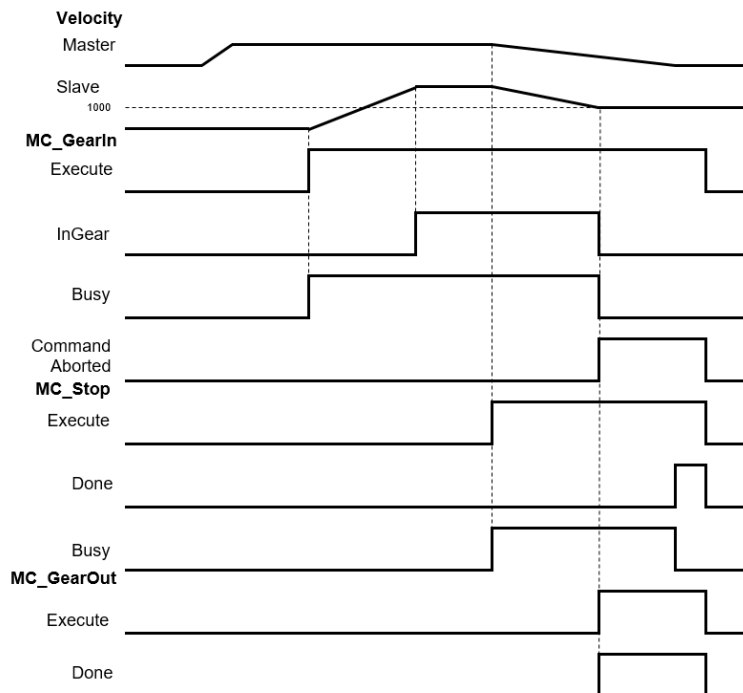 Velocity
Master
Slave
1000
MC_GearIn
Execute
InGear
Busy
Command
Aborted
MC_Stop
Execute
Done
Busy
MC_GearOut
Execute
Done